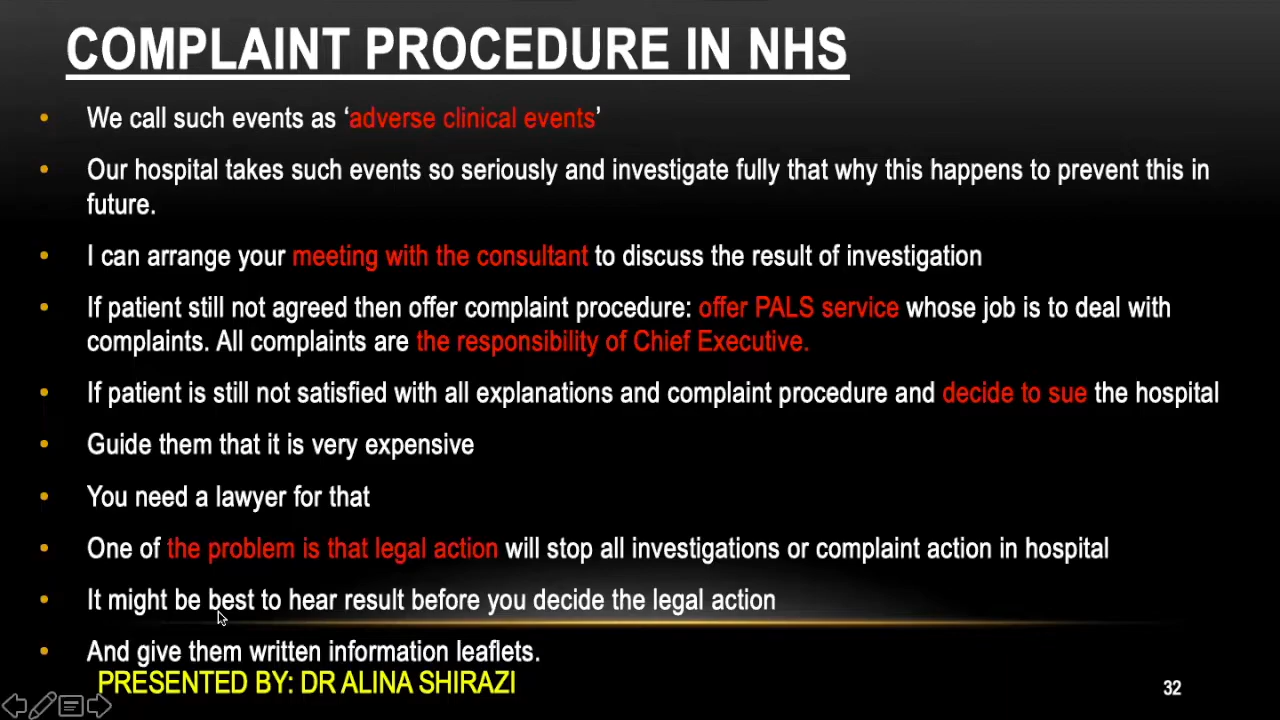 COMPLAINT PROCEDURE IN NHS
• We call such events as ‘adverse clinical events’
• Our hospital takes such events so seriously and investigate fully that why this happens to prevent this in
future.
• I can arrange your meeting with the consultant to discuss the result of investigation
• If patient still not agreed then offer complaint procedure: offer PALS service whose job is to deal with
complaints. All complaints are the responsibility of Chief Executive.
• If patient is still not satisfied with all explanations and complaint procedure and decide to sue the hospital
• Guide them that it is very expensive
• You need a lawyer for that
• One of the problem is that legal action will stop all investigations or complaint action in hospital
• It might be best to hear result before you decide the legal action
• And give them written information leaflets.
PRESENTED BY: DR ALINA SHIRAZI
32